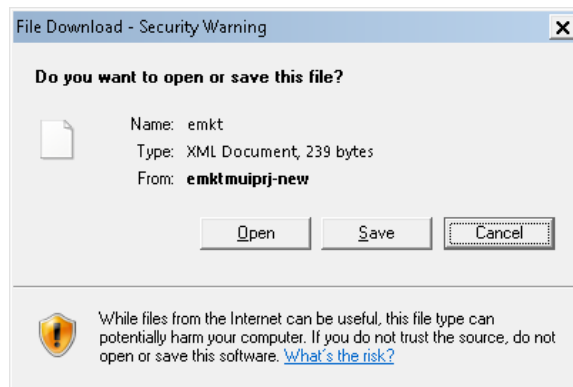 File Download - Security Warning
Do you want to open or save this file?
Name: emkt
Type: XML Document, 239 bytes
From: emktmuiprj-new
Open Save Cancel
While files from the Internet can be useful, this file type can
potentially harm your computer. If you do not trust the source, do not
open or save this software. What's the risk?